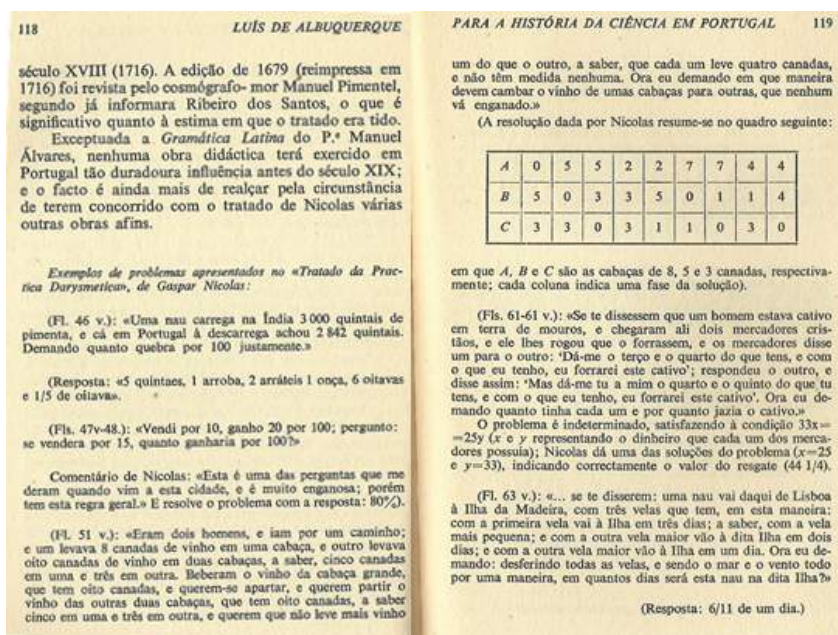 118
LUÍS DE ALBUQUERQUE
século XVIII (1716). A edição de 1679 (reimpressa em
1716) foi revista pelo cosmógrafo- mor Manuel Pimentel,
segundo já informara Ribeiro dos Santos, o que é
significativo quanto à estima em que o tratado era tido.
Exceptuada a Gramática Latina do P.e Manuel
Álvares, nenhuma obra didáctica terá exercido em
Portugal tão duradoura influência antes do século XIX;
e o facto é ainda mais de realçar pela circunstância
de terem concorrido com o tratado de Nicolas várias
outras obras afins.
Exemplos de problemas apresentados no «Tratado da Prac-
tica Darysmetica», de Gaspar Nicolas:
(Fl. 46 v.): «Uma nau carrega na Índia 3 000 quintais de
pimenta, e cá em Portugal à descarrega achou 2 842 quintais.
Demando quanto quebra por 100 justamente.»
(Resposta: «5 quintaes, 1 arroba, 2 arráteis 1 onça, 6 oitavas
e 1/5 de oitava».
(Fls. 47v-48.): «Vendi por 10, ganho 20 por 100; pergunto:
se vendera por 15, quanto ganharia por 100?»
Comentário de Nicolas: «Esta é uma das perguntas que me
deram quando vim a esta cidade, e é muito enganosa; porém
tem esta regra geral.» E resolve o problema com a resposta: 80%).
(Fl. 51 v.): «Eram dois homens, e iam por um caminho;
e um levava 8 canadas de vinho em uma cabaça, e outro levava
oito canadas de vinho em duas cabaças, a saber, cinco canadas
em uma e três em outra. Beberam o vinho da cabaça grande,
que tem oito canadas, e querem-se apartar, e querem partir o
vinho das outras duas cabaças, que tem oito canadas, a saber
cinco em uma e três em outra, e querem que não leve mais vinho
PARA A HISTÓRIA DA CIÊNCIA EM PORTUGAL
119
um do que o outro, a saber, que cada um leve quatro canadas,
e não têm medida nenhuma. Ora eu demando em que maneira
devem cambar o vinho de umas cabaças para outras, que nenhum
vá enganado.»
(A resolução dada por Nicolas resume-se no quadro seguinte:
A 0 5 5 2 2 7 7 4 4
B 5 0 3 3 5 0 1 1 4
C 3 3 0 3 1 1 0 3 0
em que A, B e C são as cabaças de 8, 5 e 3 canadas, respectiva-
mente; cada coluna indica uma fase da solução).
(Fls. 61-61 v.): «Se te dissessem que um homem estava cativo
em terra de mouros, e chegaram ali dois mercadores cris-
tãos, e ele lhes rogou que o forrassem, e os mercadores disse
um para o outro: 'Dá-me o terço e o quarto do que tens, e com
o que eu tenho, eu forrarei este cativo'; respondeu o outro, e
disse assim: 'Mas dá-me tu a mim o quarto e o quinto do que tu
tens, e com o que eu tenho, eu forrarei este cativo'. Ora eu de-
mando quanto tinha cada um e por quanto jazia o cativo.»
O problema é indeterminado, satisfazendo à condição 33x=
=25y (x e y representando o dinheiro que cada um dos merca-
dores possuía); Nicolas dá uma das soluções do problema (x=25
e y=33), indicando correctamente o valor do resgate (44 1/4).
(Fl. 63 v.): «... se te disserem: uma nau vai daqui de Lisboa
à Ilha da Madeira, com três velas que tem, em esta maneira:
com a primeira vela vai à Ilha em três dias; a saber, com a vela
mais pequena; e com a outra vela maior vão à dita Ilha em dois
dias; e com a outra vela maior vão à Ilha em um dia. Ora eu de-
mando: desferindo todas as velas, e sendo o mar e o vento todo
por uma maneira, em quantos dias será esta nau na dita Ilha?»
(Resposta: 6/11 de um dia.)